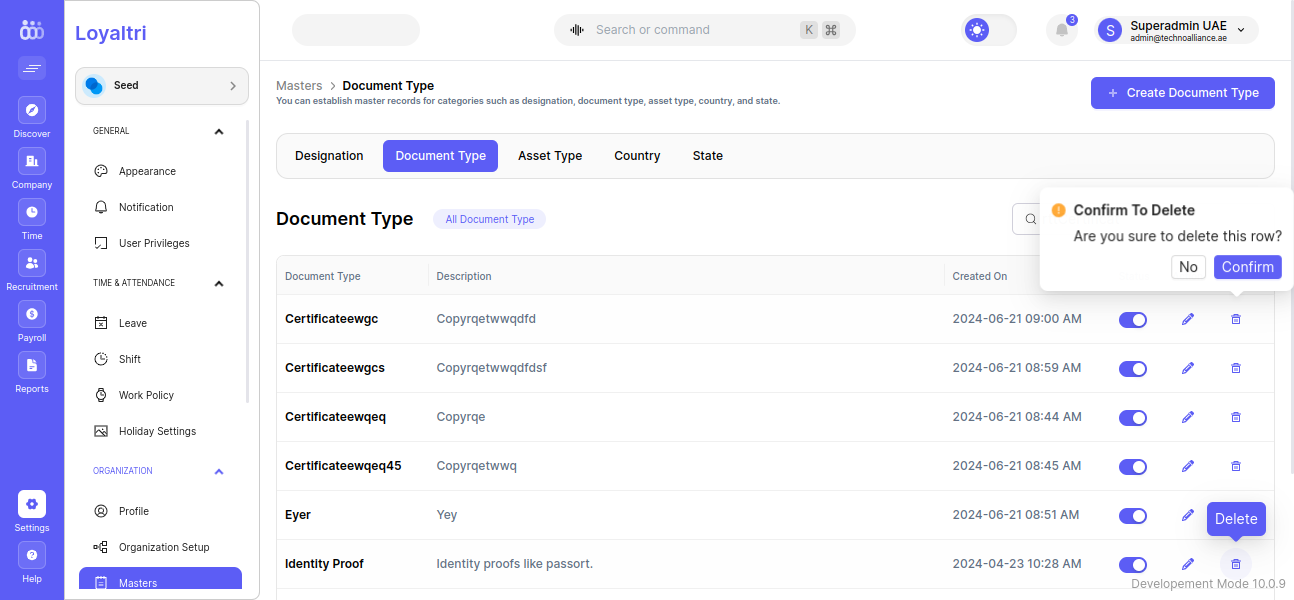 Loyaltri
Search or command
K ⌘
3
S
Superadmin UAE
admin@technoalliance.ae
Seed
Discover
Company
Time
Recruitment
Payroll
Reports
Settings
Help
GENERAL
Appearance
Notification
User Privileges
TIME & ATTENDANCE
Leave
Shift
Work Policy
Holiday Settings
ORGANIZATION
Profile
Organization Setup
Masters
Masters > Document Type
You can establish master records for categories such as designation, document type, asset type, country, and state.
+ Create Document Type
Designation Document Type Asset Type Country State
Document Type All Document Type
Confirm To Delete
Are you sure to delete this row?
No Confirm
Document Type Description Created On
Certificateewgc Copyrqetwwqdfd 2024-06-21 09:00 AM
Certificateewgcs Copyrqetwwqdfdsf 2024-06-21 08:59 AM
Certificateewqeq Copyrqe 2024-06-21 08:44 AM
Certificateewqeq45 Copyrqetwwq 2024-06-21 08:45 AM
Eyer Yey 2024-06-21 08:51 AM
Delete
Identity Proof Identity proofs like passort. 2024-04-23 10:28 AM
Developement Mode 10.0.9